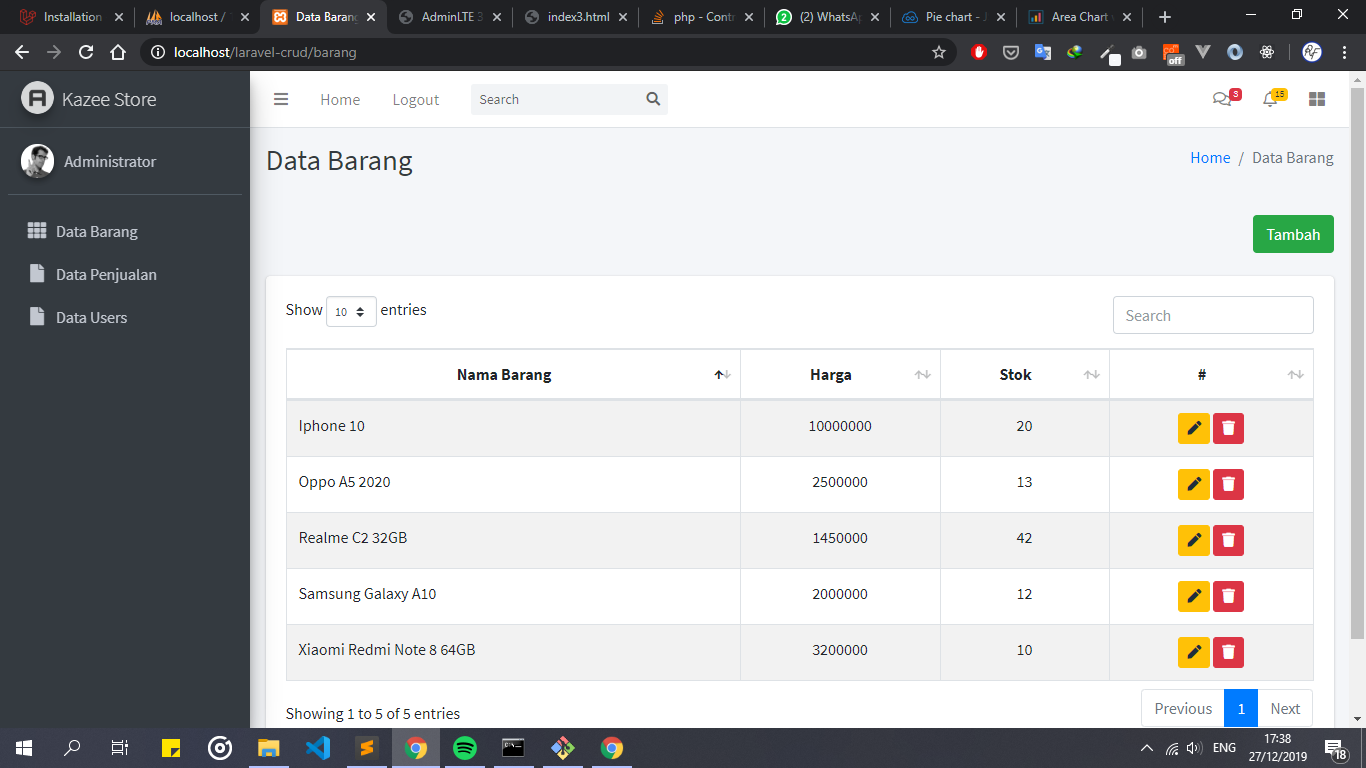 Installation
localhost /
Data Barang
AdminLTE 3
index3.html
php - Contr
(2) WhatsAp
Pie chart - J
Area Chart
localhost/laravel-crud/barang
off
Kazee Store
Home
Logout
Search
3
15
Administrator
Data Barang
Home / Data Barang
Data Barang
Data Penjualan
Data Users
Tambah
Show 10 entries
Search
Nama Barang Harga Stok #
Iphone 10 10000000 20
Oppo A5 2020 2500000 13
Realme C2 32GB 1450000 42
Samsung Galaxy A10 2000000 12
Xiaomi Redmi Note 8 64GB 3200000 10
Showing 1 to 5 of 5 entries
Previous 1 Next
ENG
17:38
27/12/2019
18